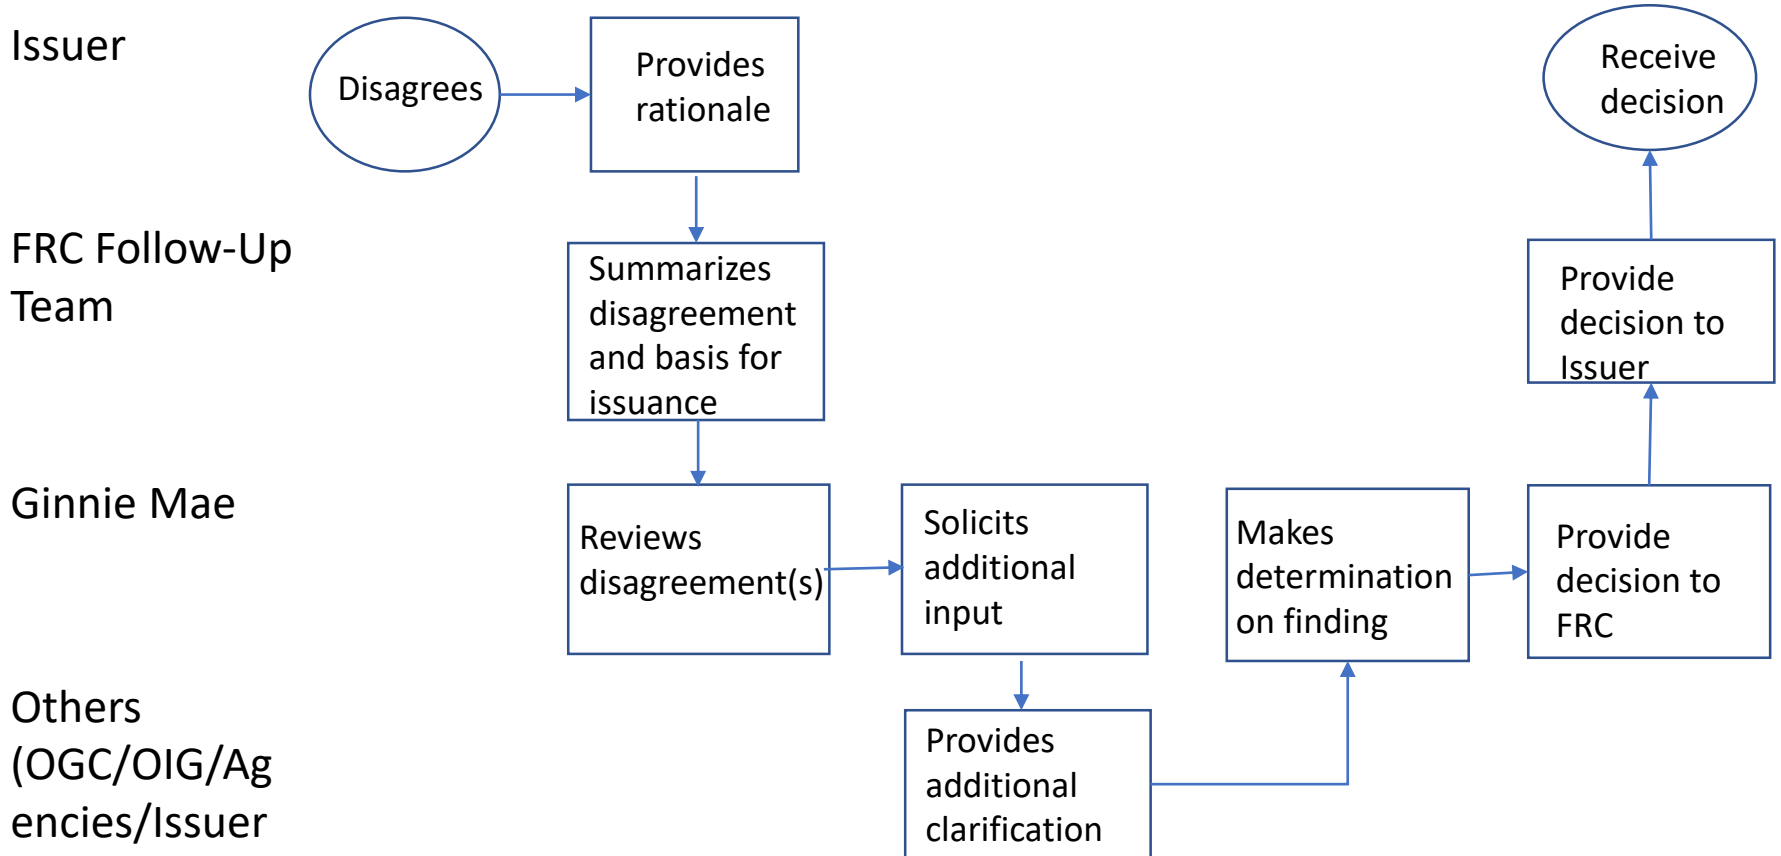 Issuer
Disagrees
Provides
rationale
Receive
decision
FRC Follow-Up
Team
Summarizes
disagreement
and basis for
issuance
Provide
decision to
Issuer
Ginnie Mae
Reviews
disagreement(s)
Solicits
additional
input
Makes
determination
on finding
Provide
decision to
FRC
Others
(OGC/OIG/Ag
encies/Issuer
Provides
additional
clarification